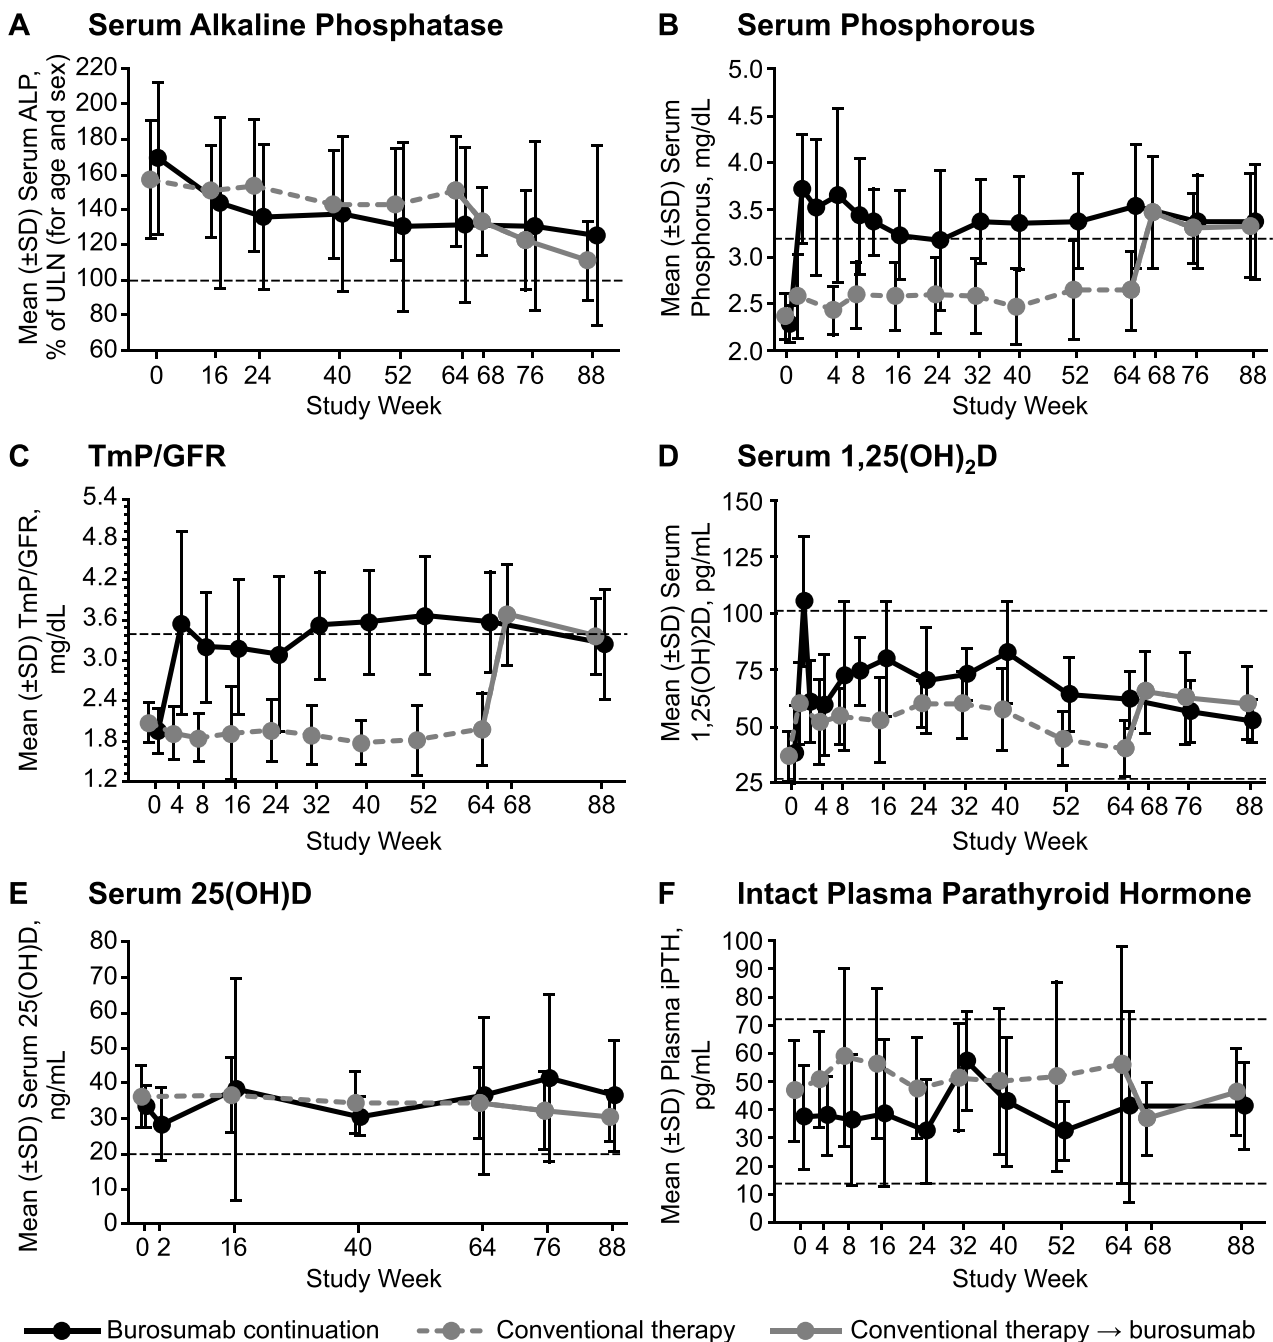 A Serum Alkaline Phosphatase
Mean (±SD) Serum ALP,
% of ULN (for age and sex)
220
200
180
160
140
120
100
80
60
0 16 24 40 52 64 68 76 88
Study Week
B Serum Phosphorous
Mean (±SD) Serum
Phosphorus, mg/dL
5.0
4.5
4.0
3.5
3.0
2.5
2.0
0 4 8 16 24 32 40 52 64 68 76 88
Study Week
C TmP/GFR
Mean (±SD) TmP/GFR,
mg/dL
5.4
4.8
4.2
3.6
3.0
2.4
1.8
1.2
0 4 8 16 24 32 40 52 64 68 88
Study Week
D Serum 1,25(OH)₂D
Mean (±SD) Serum
1,25(OH)2D, pg/mL
150
125
100
75
50
25
0 4 8 16 24 32 40 52 64 68 76 88
Study Week
E Serum 25(OH)D
Mean (±SD) Serum 25(OH)D,
ng/mL
80
70
60
50
40
30
20
10
0
0 2 16 40 64 76 88
Study Week
F Intact Plasma Parathyroid Hormone
Mean (±SD) Plasma iPTH,
pg/mL
100
90
80
70
60
50
40
30
20
10
0
0 4 8 16 24 32 40 52 64 68 88
Study Week
Burosumab continuation Conventional therapy Conventional therapy → burosumab